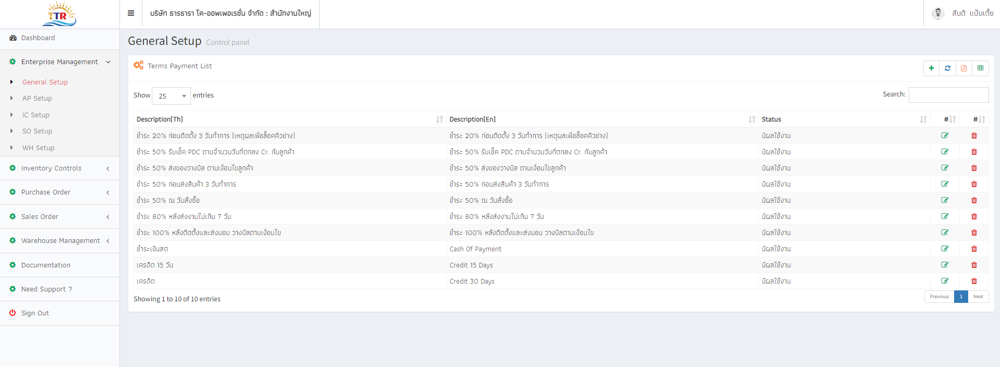 TTR
บริษัท ธารธารา โค-ออพเพอเรชั่น จำกัด : สำนักงานใหญ่
สันติ แป้นเตี้ย
Dashboard
Enterprise Management
General Setup
AP Setup
IC Setup
SO Setup
WH Setup
Inventory Controls
Purchase Order
Sales Order
Warehouse Management
Documentation
Need Support ?
Sign Out
General Setup Control panel
Terms Payment List
Show 25 entries
Search:
Description(Th) Description(En) Status # #
ชำระ 20% ก่อนติดตั้ง 3 วันทำการ (เหตุผลเพื่อล็อคคิวช่าง) ชำระ 20% ก่อนติดตั้ง 3 วันทำการ (เหตุผลเพื่อล็อคคิวช่าง) มีผลใช้งาน
ชำระ 50% รับเช็ค PDC ตามจำนวนวันที่ตกลง Cr. กับลูกค้า ชำระ 50% รับเช็ค PDC ตามจำนวนวันที่ตกลง Cr. กับลูกค้า มีผลใช้งาน
ชำระ 50% ส่งของวางบิล ตามเงื่อนไขลูกค้า ชำระ 50% ส่งของวางบิล ตามเงื่อนไขลูกค้า มีผลใช้งาน
ชำระ 50% ก่อนส่งสินค้า 3 วันทำการ ชำระ 50% ก่อนส่งสินค้า 3 วันทำการ มีผลใช้งาน
ชำระ 50% ณ วันสั่งซื้อ ชำระ 50% ณ วันสั่งซื้อ มีผลใช้งาน
ชำระ 80% หลังส่งงานไม่เกิน 7 วัน ชำระ 80% หลังส่งงานไม่เกิน 7 วัน มีผลใช้งาน
ชำระ 100% หลังติดตั้งและส่งมอบ วางบิลตามเงื่อนไข ชำระ 100% หลังติดตั้งและส่งมอบ วางบิลตามเงื่อนไข มีผลใช้งาน
ชำระเงินสด Cash Of Payment มีผลใช้งาน
เครดิต 15 วัน Credit 15 Days มีผลใช้งาน
เครดิต Credit 30 Days มีผลใช้งาน
Showing 1 to 10 of 10 entries
Previous 1 Next